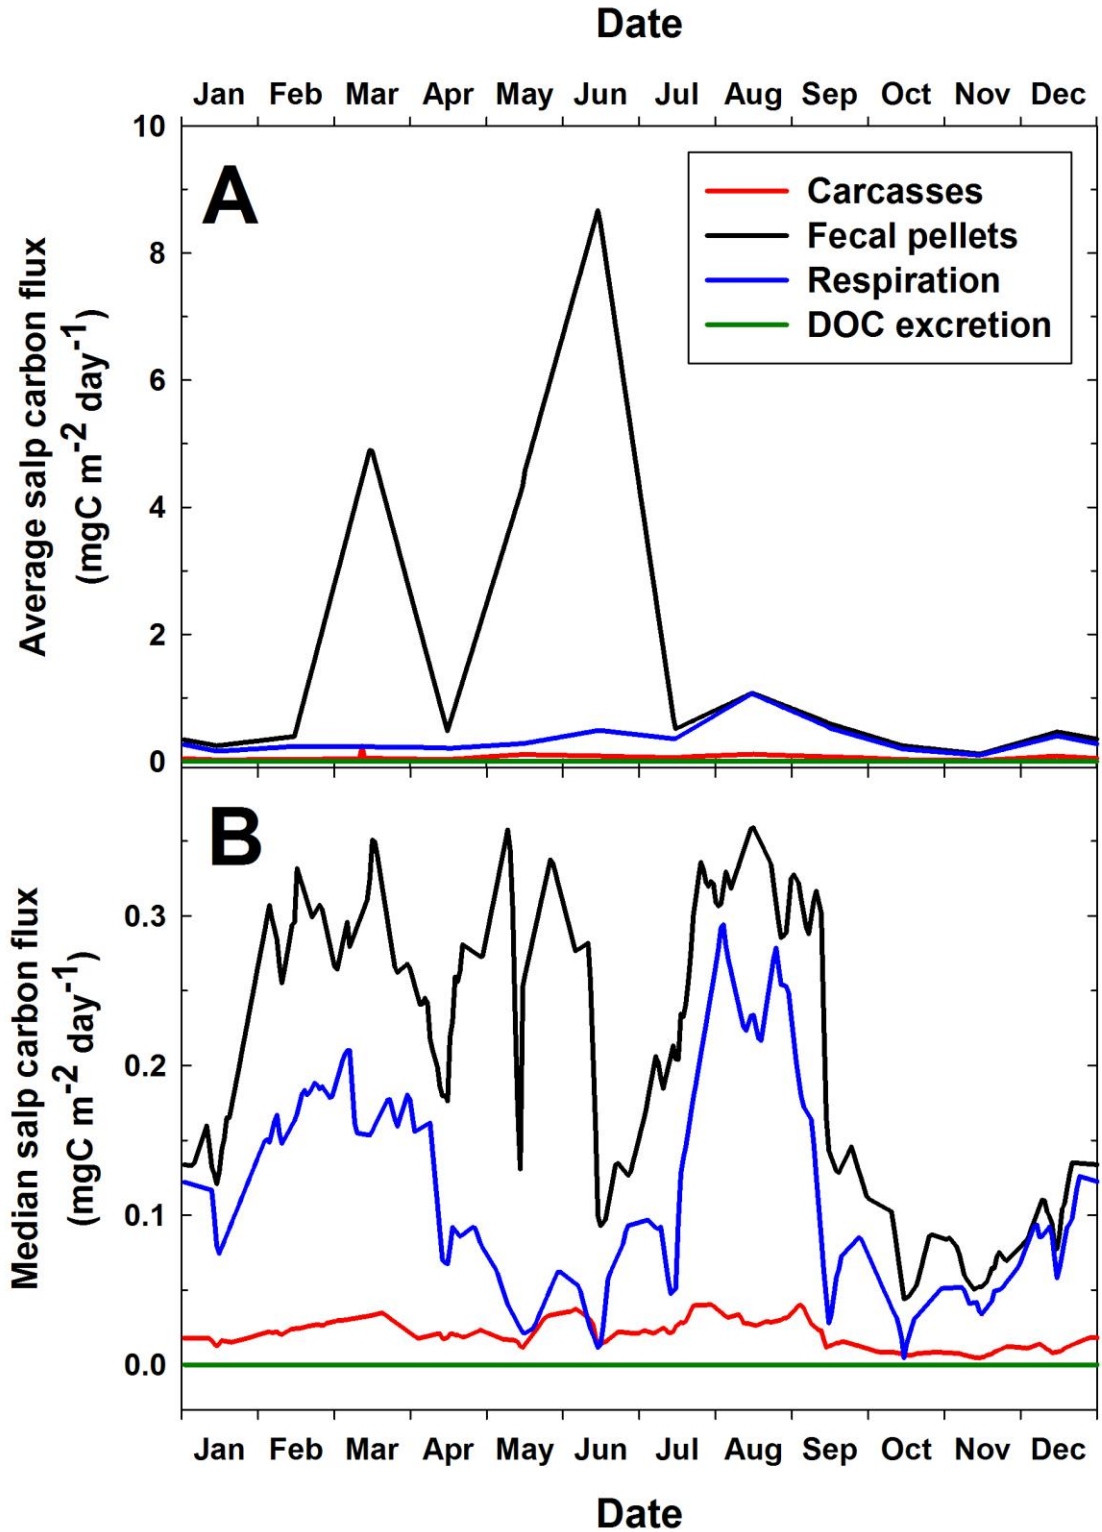 Date
Jan Feb Mar Apr May Jun Jul Aug Sep Oct Nov Dec
10
8
6
4
2
0
Average salp carbon flux
(mgC m⁻² day⁻¹)
A
Carcasses
Fecal pellets
Respiration
DOC excretion
B
0.3
0.2
0.1
0.0
Median salp carbon flux
(mgC m⁻² day⁻¹)
Jan Feb Mar Apr May Jun Jul Aug Sep Oct Nov Dec
Date